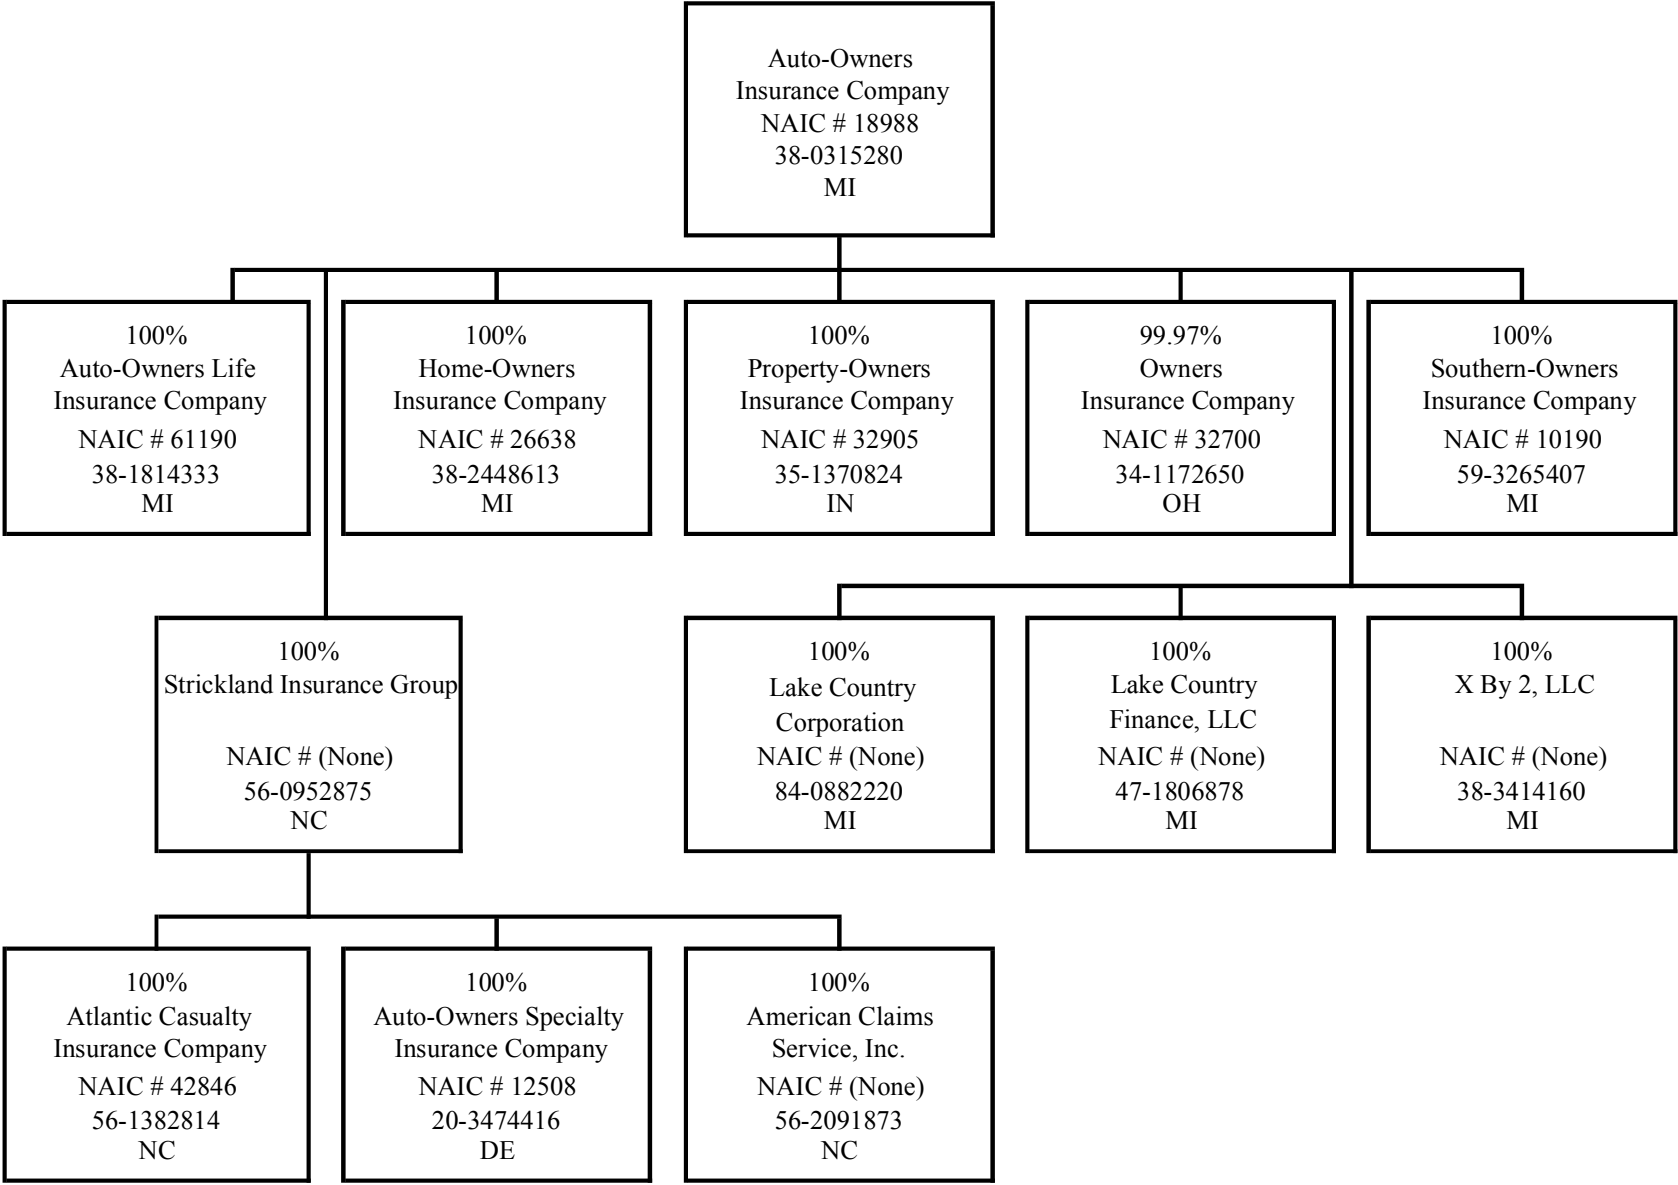 Auto-Owners
Insurance Company
NAIC # 18988
38-0315280
MI
100%
Auto-Owners Life
Insurance Company
NAIC # 61190
38-1814333
MI
100%
Home-Owners
Insurance Company
NAIC # 26638
38-2448613
MI
100%
Property-Owners
Insurance Company
NAIC # 32905
35-1370824
IN
99.97%
Owners
Insurance Company
NAIC # 32700
34-1172650
OH
100%
Southern-Owners
Insurance Company
NAIC # 10190
59-3265407
MI
100%
Strickland Insurance Group
NAIC # (None)
56-0952875
NC
100%
Lake Country
Corporation
NAIC # (None)
84-0882220
MI
100%
Lake Country
Finance, LLC
NAIC # (None)
47-1806878
MI
100%
X By 2, LLC
NAIC # (None)
38-3414160
MI
100%
Atlantic Casualty
Insurance Company
NAIC # 42846
56-1382814
NC
100%
Auto-Owners Specialty
Insurance Company
NAIC # 12508
20-3474416
DE
100%
American Claims
Service, Inc.
NAIC # (None)
56-2091873
NC